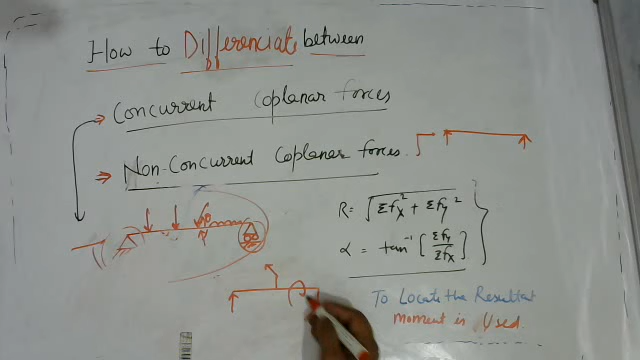 How to Differenciate between
Concurrent Coplanar forces
Non-Concurrent Coplanar forces.
R = √Σfx² + Σfy²
α = tan⁻¹ [Σfy/Σfx]
To Locate the Resultant
moment is Used.